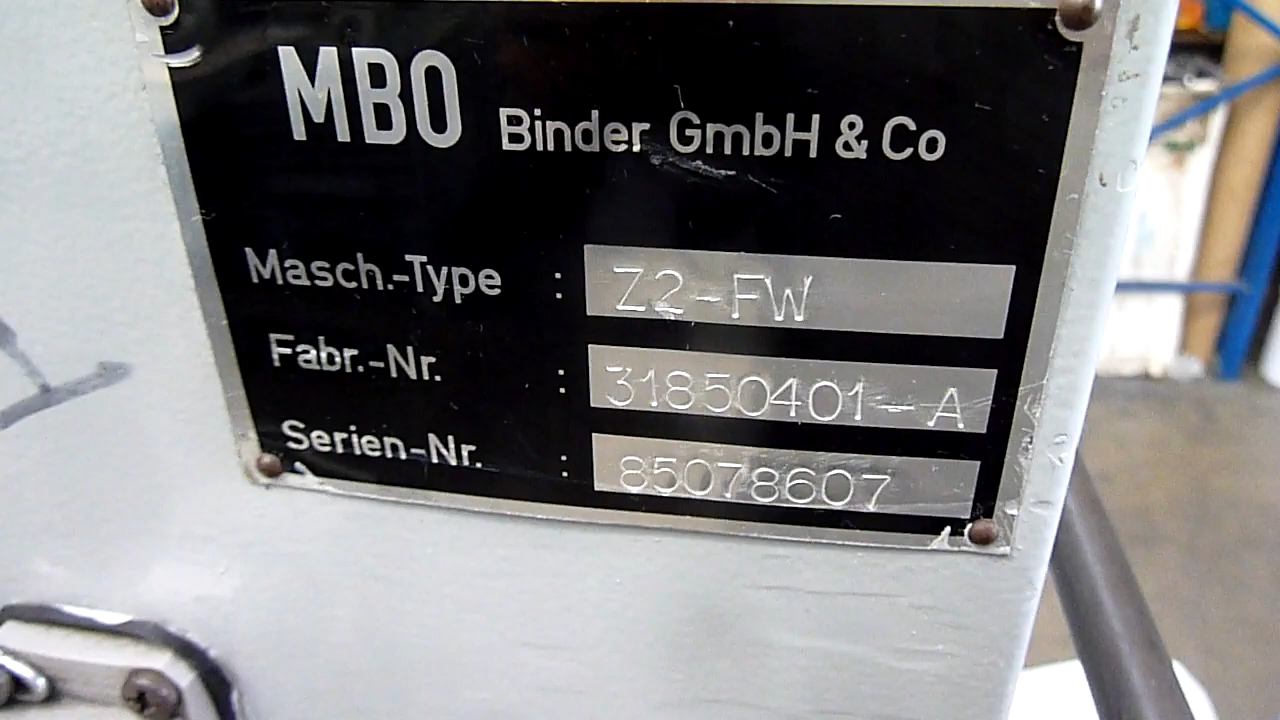 MBO Binder GmbH & Co
Masch.-Type : Z2-FW
Fabr.-Nr. : 31850401-A
Serien-Nr. : 85078607